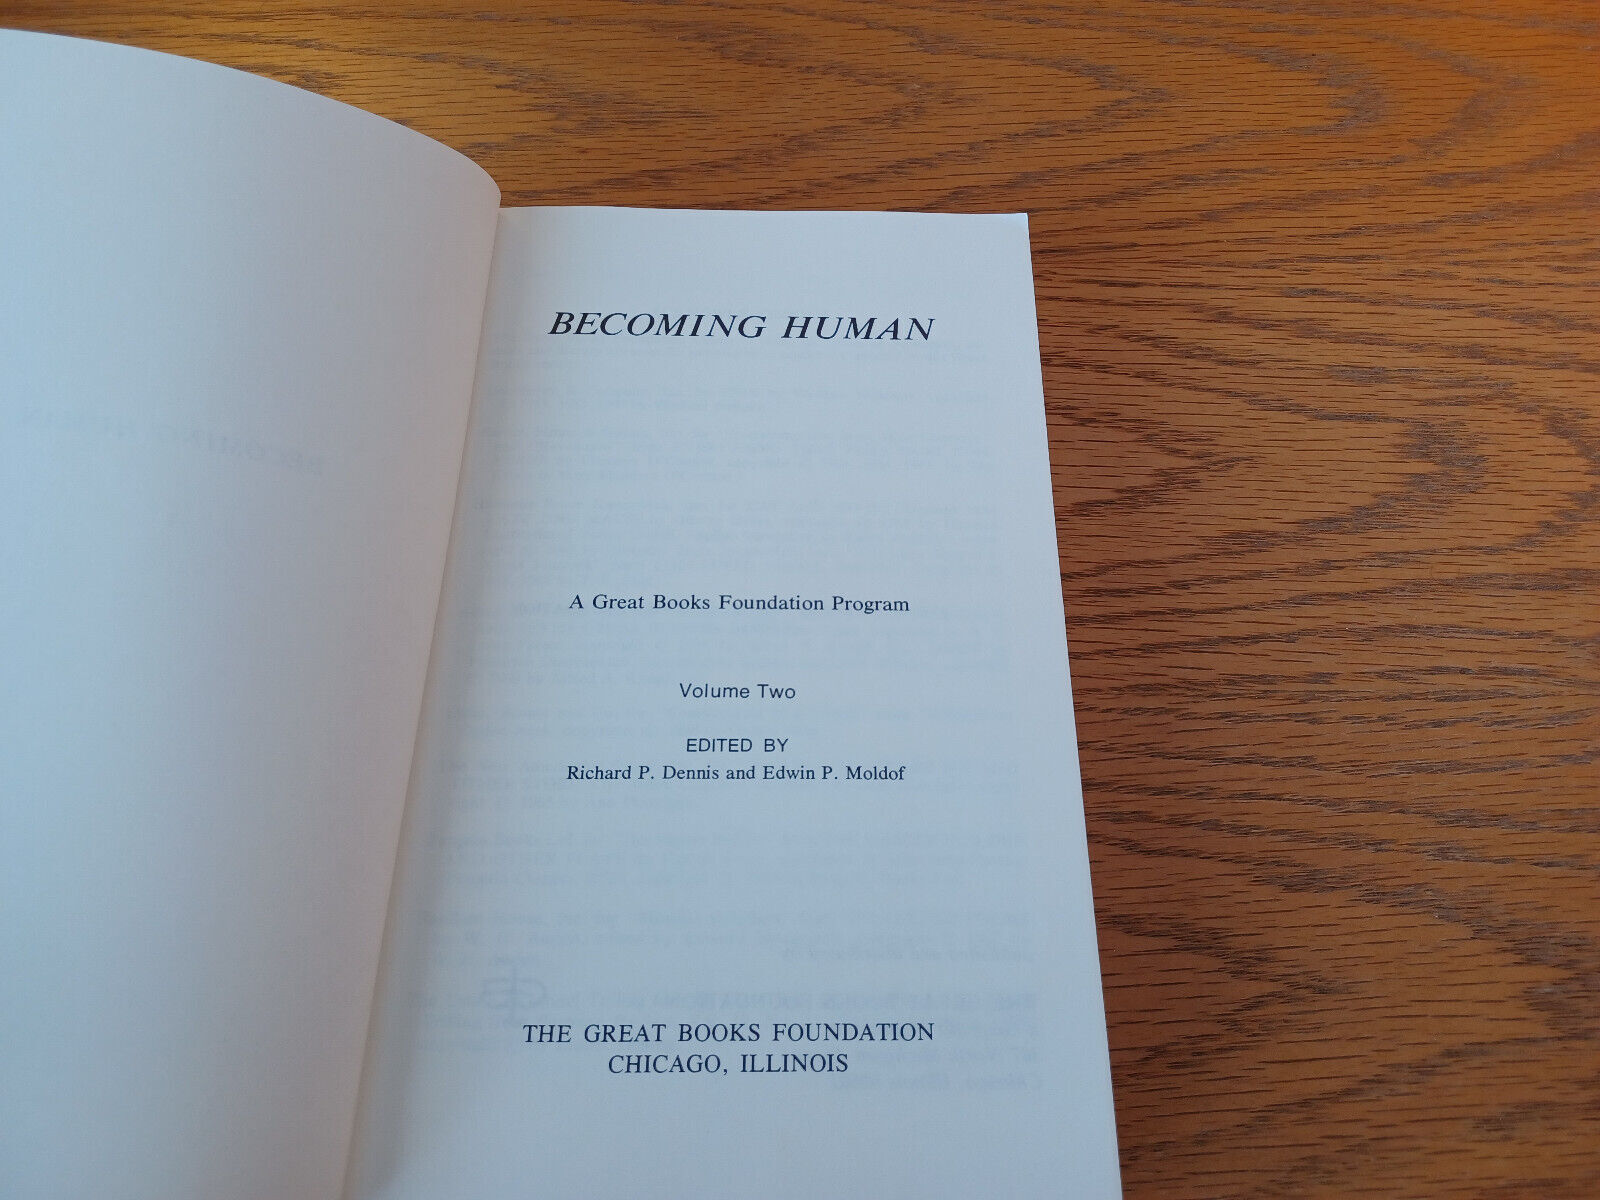 BECOMING HUMAN
A Great Books Foundation Program
Volume Two
EDITED BY
Richard P. Dennis and Edwin P. Moldof
THE GREAT BOOKS FOUNDATION
CHICAGO, ILLINOIS